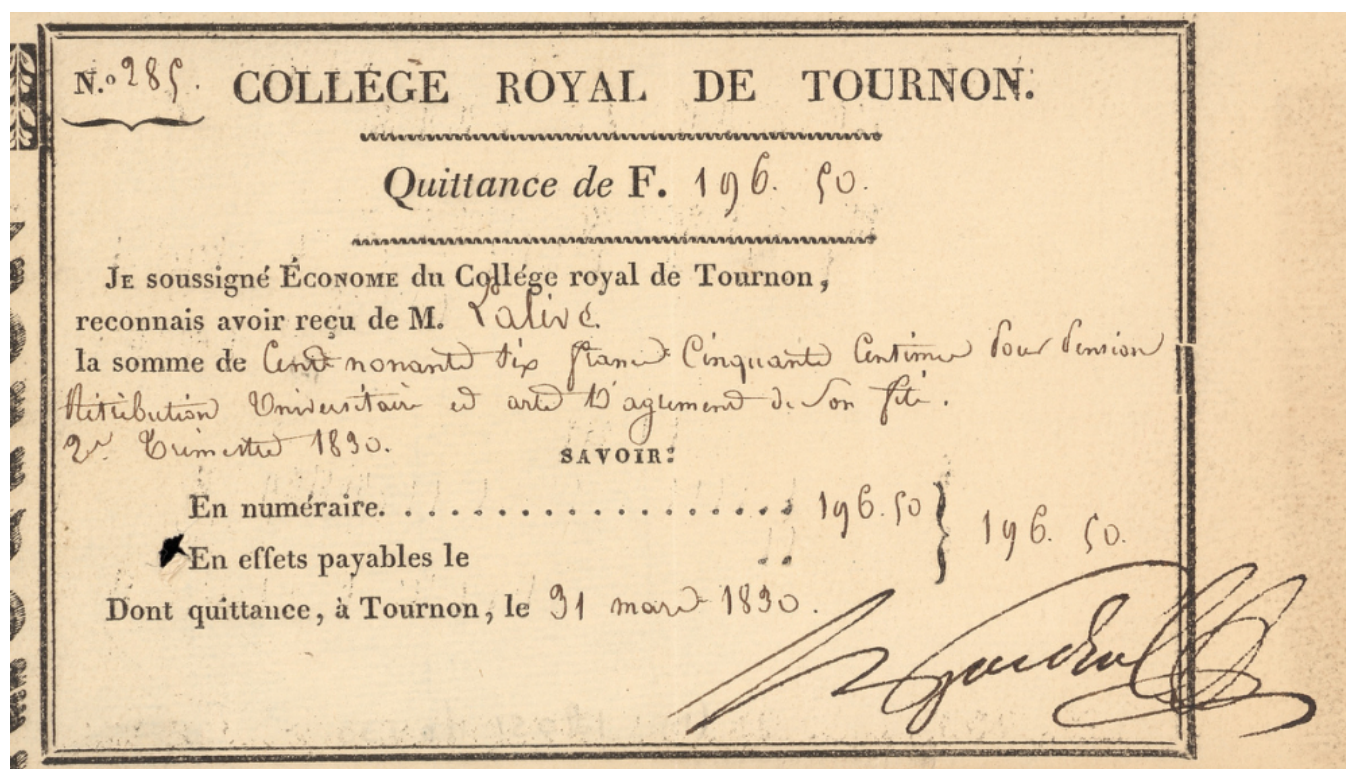 N.o 285. COLLÉGE ROYAL DE TOURNON.
Quittance de F. 196. 50.
JE soussigné ÉCONOME du Collége royal de Tournon,
reconnais avoir reçu de M. Lalive
la somme de Cent nonante six francs Cinquante Centimes Pour Pension
Rétribution Universitaire et arts D'agrément de Son fils.
2e Trimestre 1830.
SAVOIR:
En numéraire. . . . . . . . . . . . . . . . . . . 196.50 } 196. 50.
En effets payables le . .
Dont quittance, à Tournon, le 31 mars 1830.